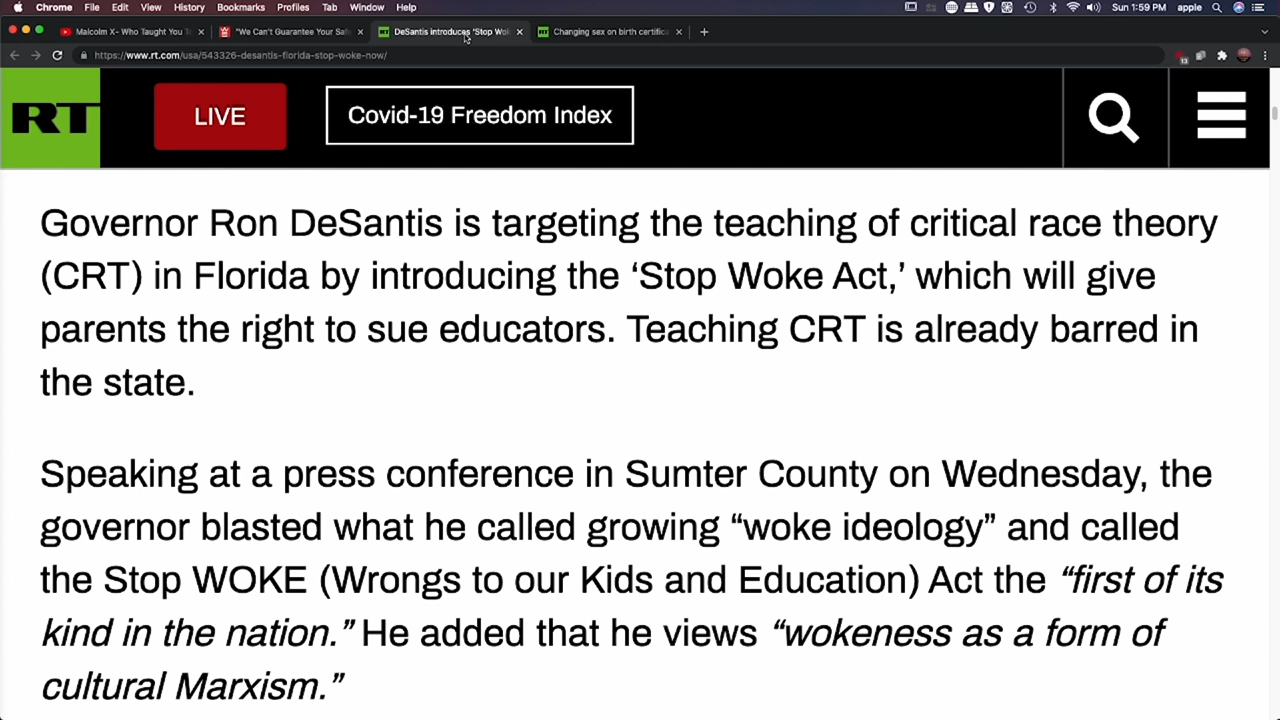 Chrome File Edit View History Bookmarks Profiles Tab Window Help Sun 1:59 PM apple
Malcolm X- Who Taught You T "We Can't Guarantee Your Saf DeSantis introduces 'Stop Wok Changing sex on birth certifica
https://www.rt.com/usa/543326-desantis-florida-stop-woke-now/
13
RT LIVE Covid-19 Freedom Index
Governor Ron DeSantis is targeting the teaching of critical race theory
(CRT) in Florida by introducing the ‘Stop Woke Act,’ which will give
parents the right to sue educators. Teaching CRT is already barred in
the state.
Speaking at a press conference in Sumter County on Wednesday, the
governor blasted what he called growing “woke ideology” and called
the Stop WOKE (Wrongs to our Kids and Education) Act the “first of its
kind in the nation.” He added that he views “wokeness as a form of
cultural Marxism.”